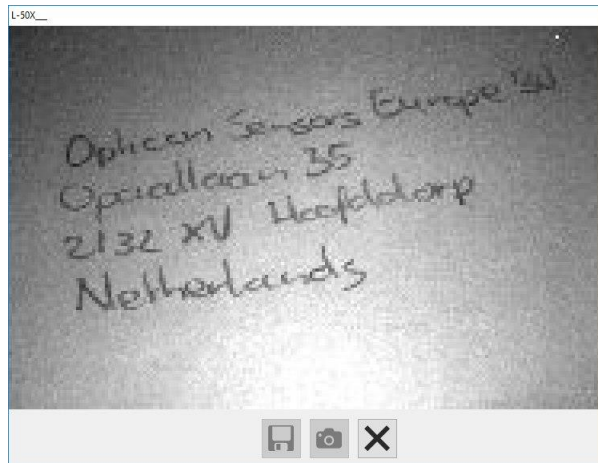 L-50X__
Opticon Sensors Europe BV
Opaallaan 35
2132 XV Hoofddorp
Netherlands